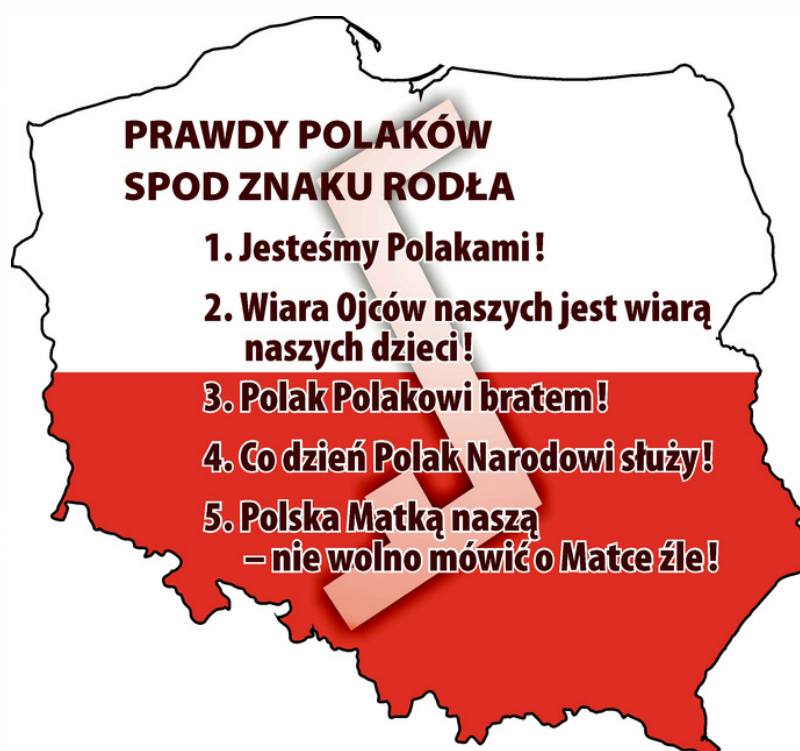 PRAWDY POLAKÓW
SPOD ZNAKU RODŁA
1. Jesteśmy Polakami!
2. Wiara Ojców naszych jest wiarą
naszych dzieci!
3. Polak Polakowi bratem!
4. Co dzień Polak Narodowi służy!
5. Polska Matką naszą
– nie wolno mówić o Matce źle!